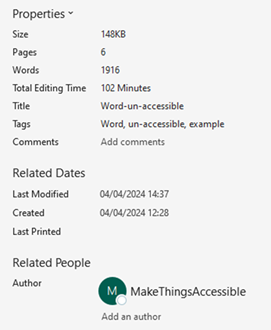 Properties
Size 148KB
Pages 6
Words 1916
Total Editing Time 102 Minutes
Title Word-un-accessible
Tags Word, un-accessible, example
Comments Add comments
Related Dates
Last Modified 04/04/2024 14:37
Created 04/04/2024 12:28
Last Printed
Related People
Author M MakeThingsAccessible
Add an author